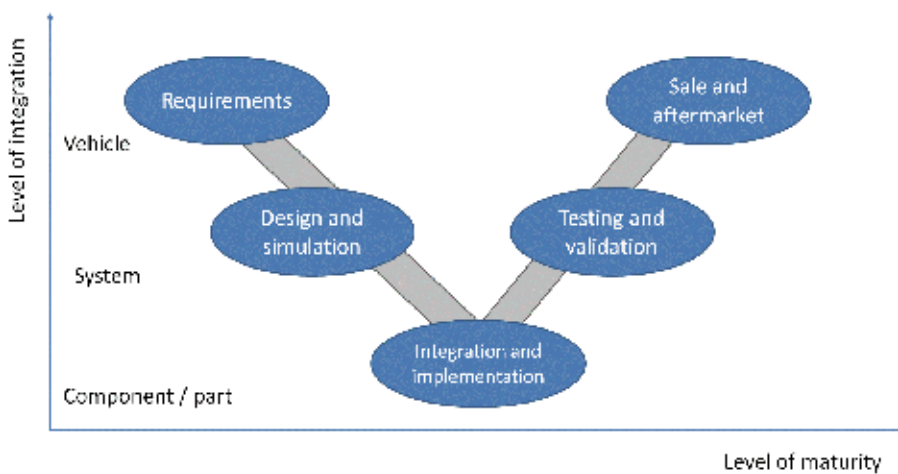 Level of integration
Requirements
Sale and
aftermarket
Vehicle
Design and
simulation
Testing and
validation
System
Integration and
implementation
Component / part
Level of maturity